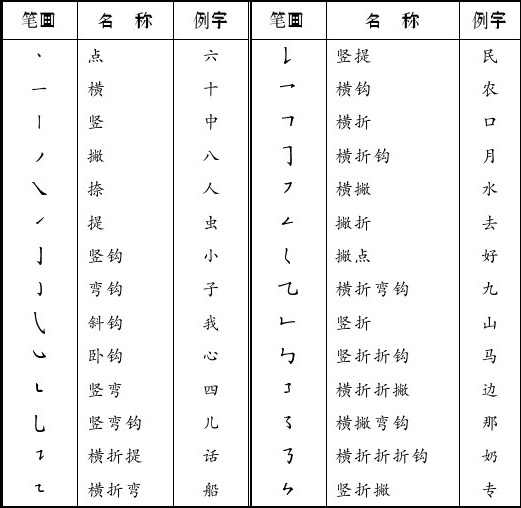 笔画 名称 例字 笔画 名称 例字
丶 点 六 𠄌 竖提 民
一 横 十 乛 横钩 农
丨 竖 中 𠃍 横折 口
丿 撇 八 𠃌 横折钩 月
㇏ 捺 人 ㇇ 横撇 水
㇀ 提 虫 𠃋 撇折 去
亅 竖钩 小 𡿨 撇点 好
㇁ 弯钩 子 ㇈ 横折弯钩 九
㇂ 斜钩 我 𠃊 竖折 山
㇃ 卧钩 心 ㇉ 竖折折钩 马
㇄ 竖弯 四 ㇋ 横折折撇 边
乚 竖弯钩 儿 ㇌ 横撇弯钩 那
㇊ 横折提 话 𠄎 横折折折钩 奶
㇍ 横折弯 船 ㇞ 竖折撇 专